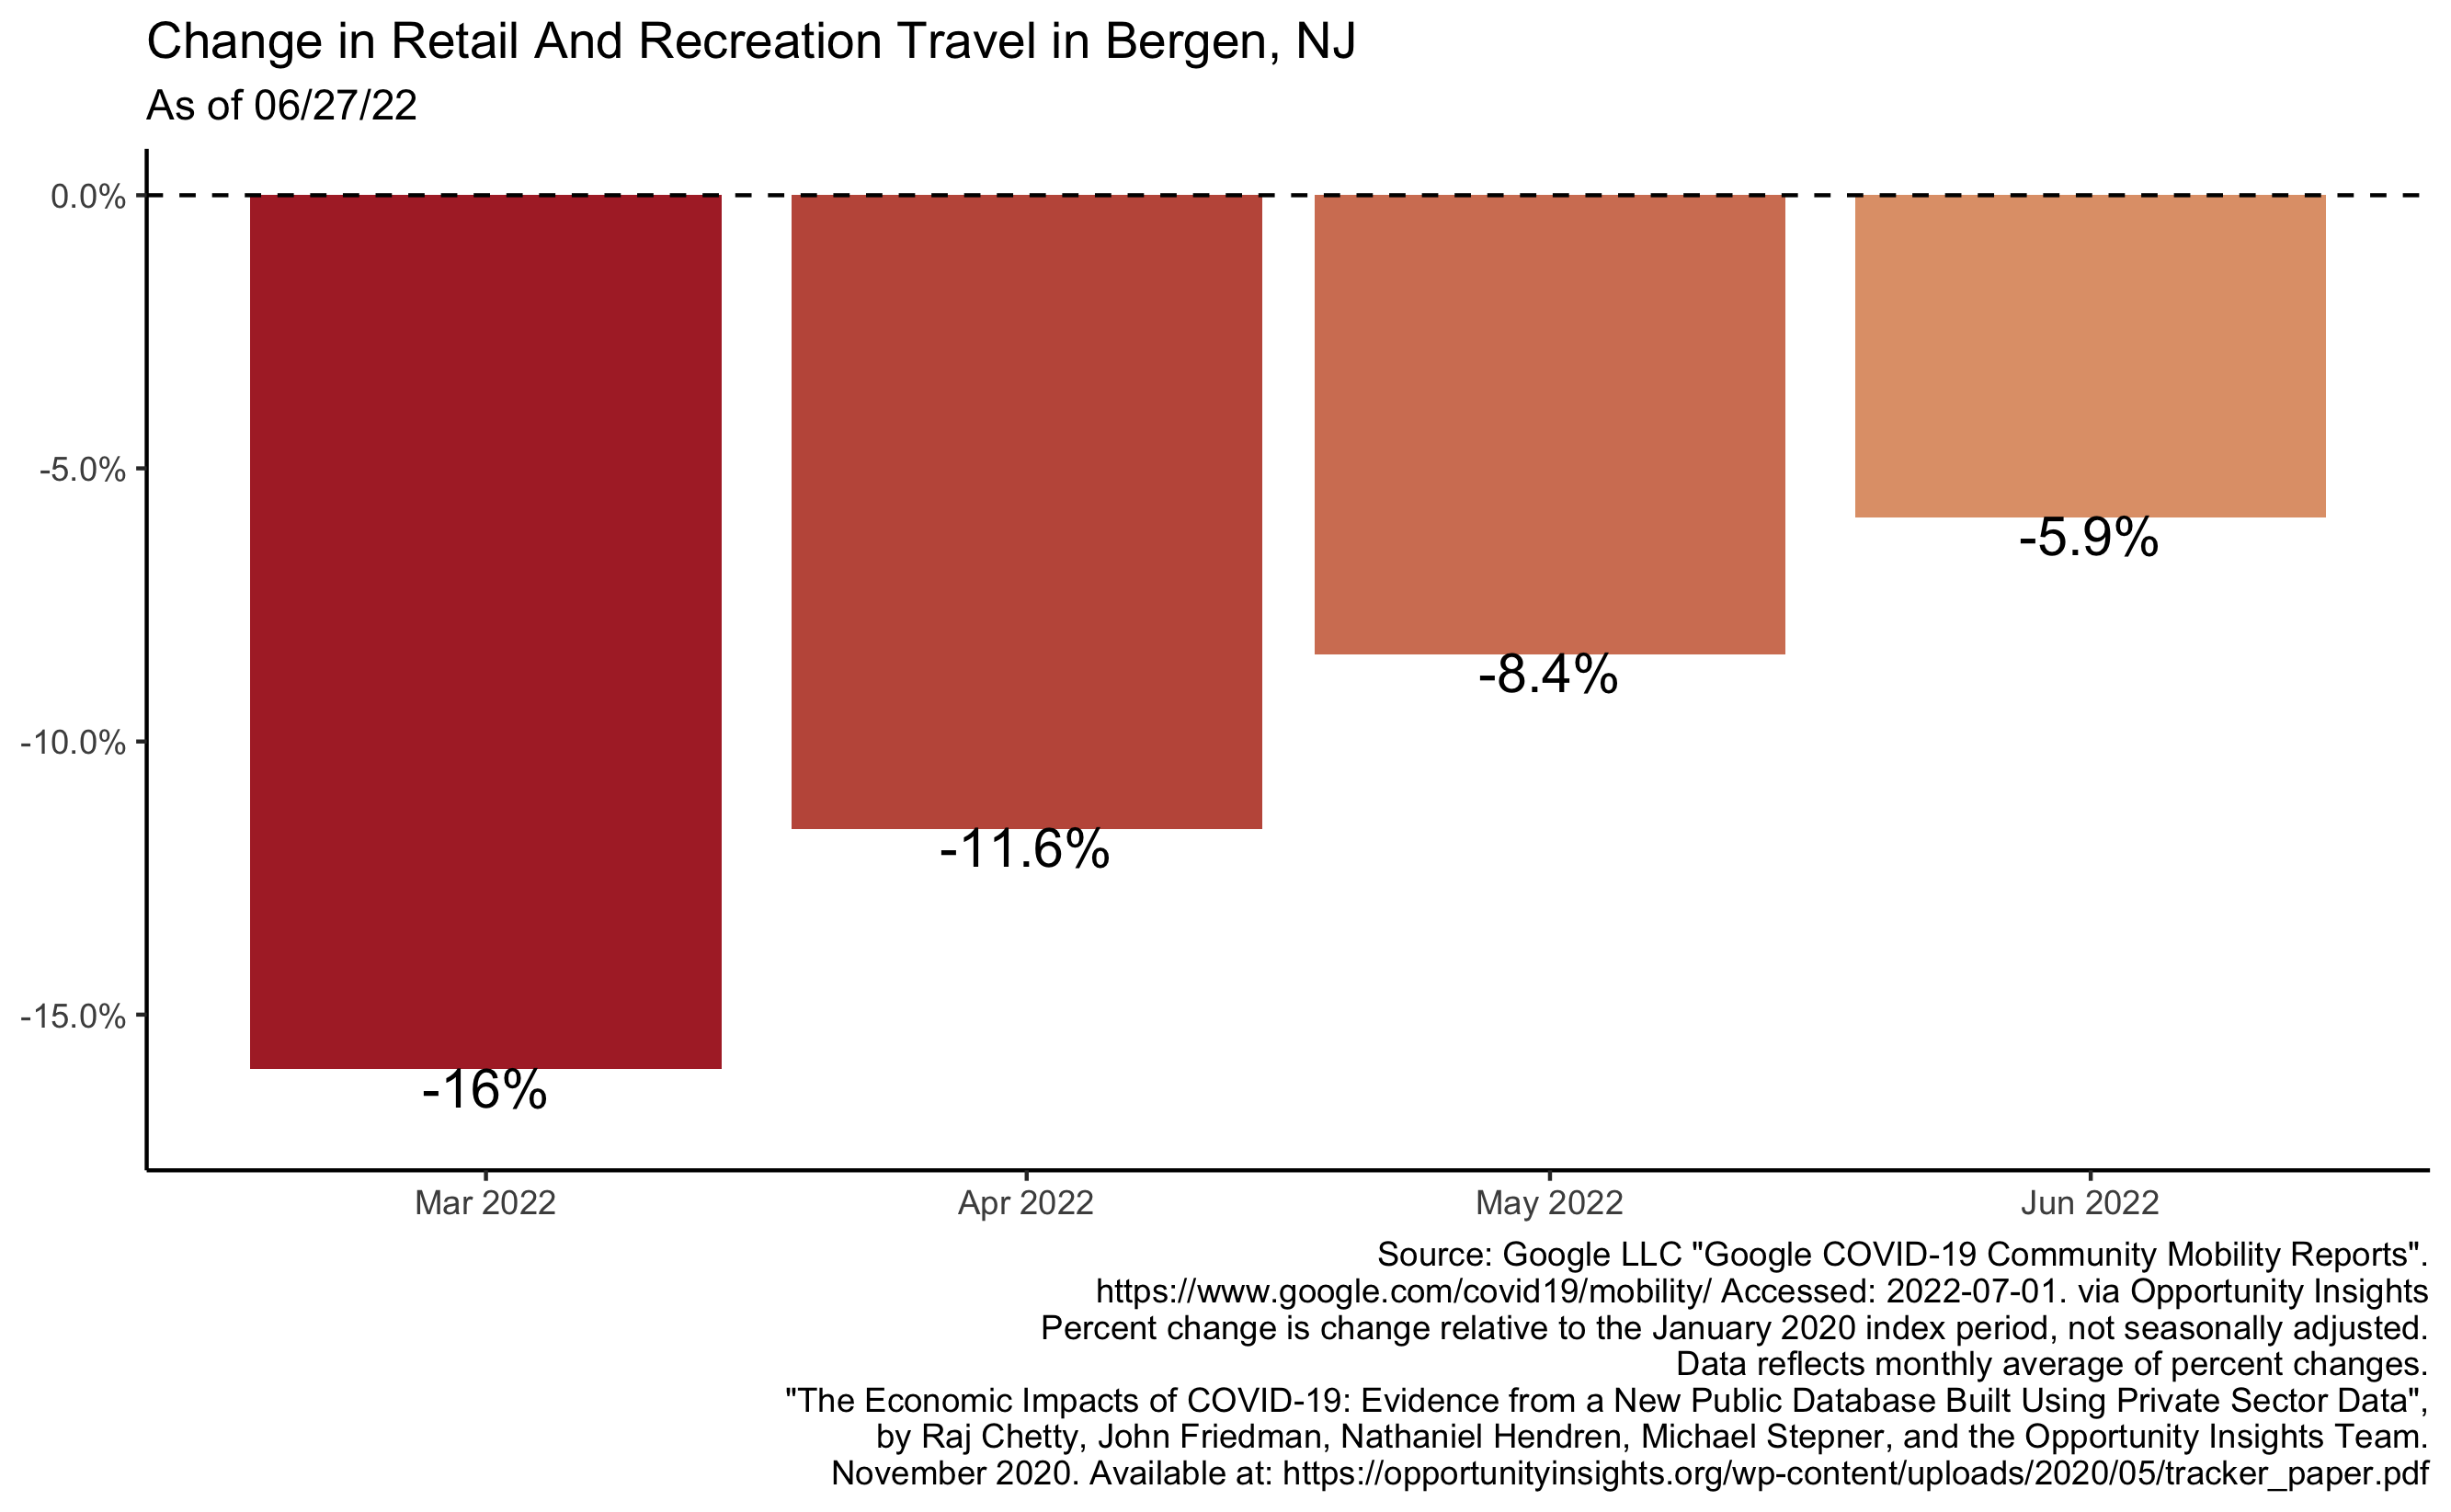 Change in Retail And Recreation Travel in Bergen, NJ
As of 06/27/22
0.0%
-5.0%
-10.0%
-15.0%
-16%
-11.6%
-8.4%
-5.9%
Mar 2022
Apr 2022
May 2022
Jun 2022
Source: Google LLC "Google COVID-19 Community Mobility Reports".
https://www.google.com/covid19/mobility/ Accessed: 2022-07-01. via Opportunity Insights
Percent change is change relative to the January 2020 index period, not seasonally adjusted.
Data reflects monthly average of percent changes.
"The Economic Impacts of COVID-19: Evidence from a New Public Database Built Using Private Sector Data",
by Raj Chetty, John Friedman, Nathaniel Hendren, Michael Stepner, and the Opportunity Insights Team.
November 2020. Available at: https://opportunityinsights.org/wp-content/uploads/2020/05/tracker_paper.pdf